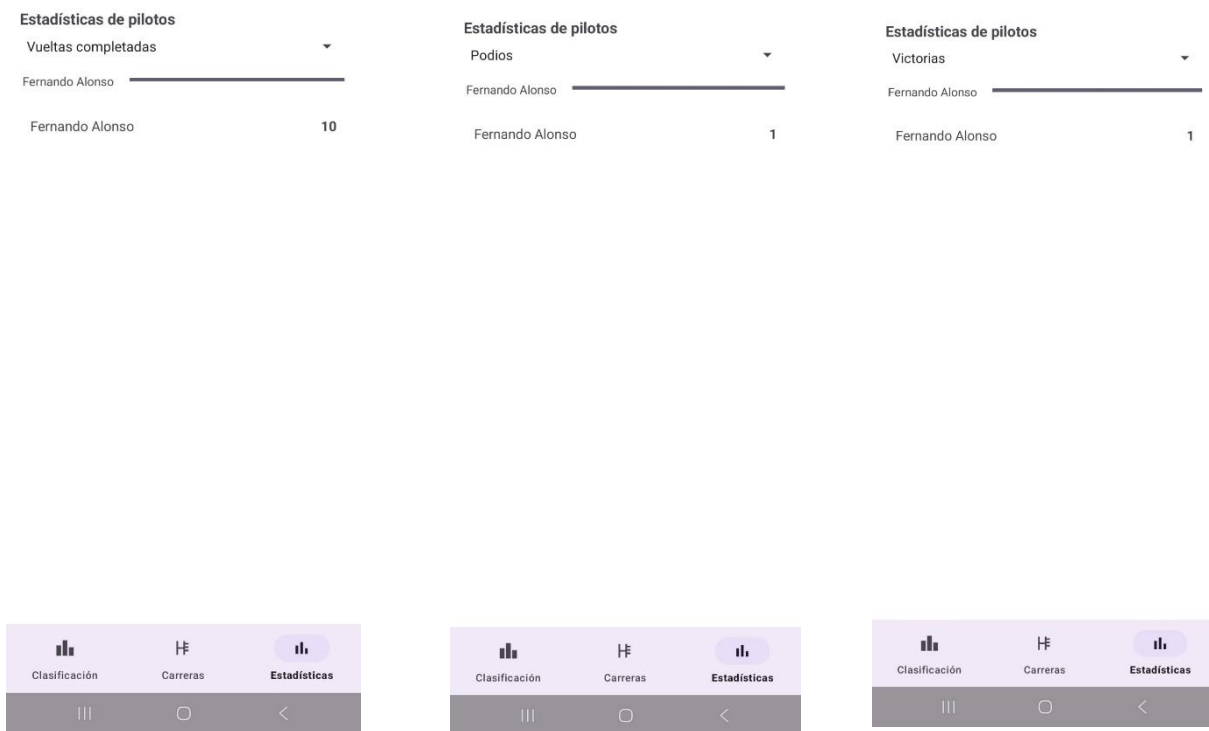 Estadísticas de pilotos
Vueltas completadas
Fernando Alonso
Fernando Alonso 10
Clasificación Carreras Estadísticas
Estadísticas de pilotos
Podios
Fernando Alonso
Fernando Alonso 1
Clasificación Carreras Estadísticas
Estadísticas de pilotos
Victorias
Fernando Alonso
Fernando Alonso 1
Clasificación Carreras Estadísticas